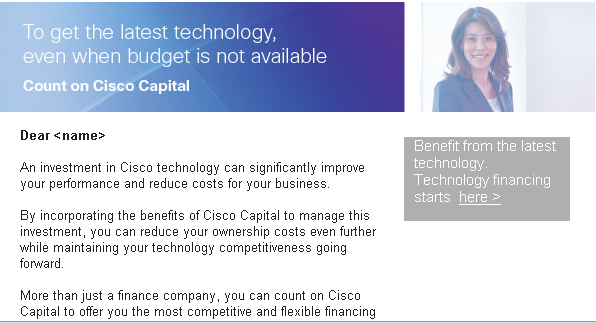 To get the latest technology,
even when budget is not available
Count on Cisco Capital
Dear <name>
An investment in Cisco technology can significantly improve
your performance and reduce costs for your business.
By incorporating the benefits of Cisco Capital to manage this
investment, you can reduce your ownership costs even further
while maintaining your technology competitiveness going
forward.
More than just a finance company, you can count on Cisco
Capital to offer you the most competitive and flexible financing
Benefit from the latest
technology.
Technology financing
starts here >